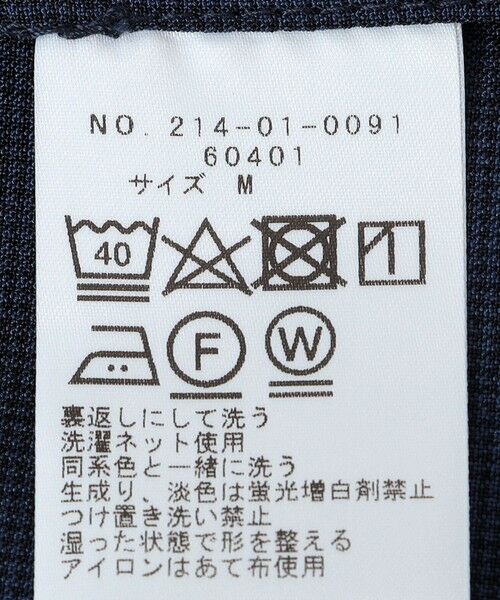 NO. 214-01-0091
60401
サイズ M
40
F W
裏返しにして洗う
洗濯ネット使用
同系色と一緒に洗う
生成り、淡色は蛍光増白剤禁止
つけ置き洗い禁止
湿った状態で形を整える
アイロンはあて布使用